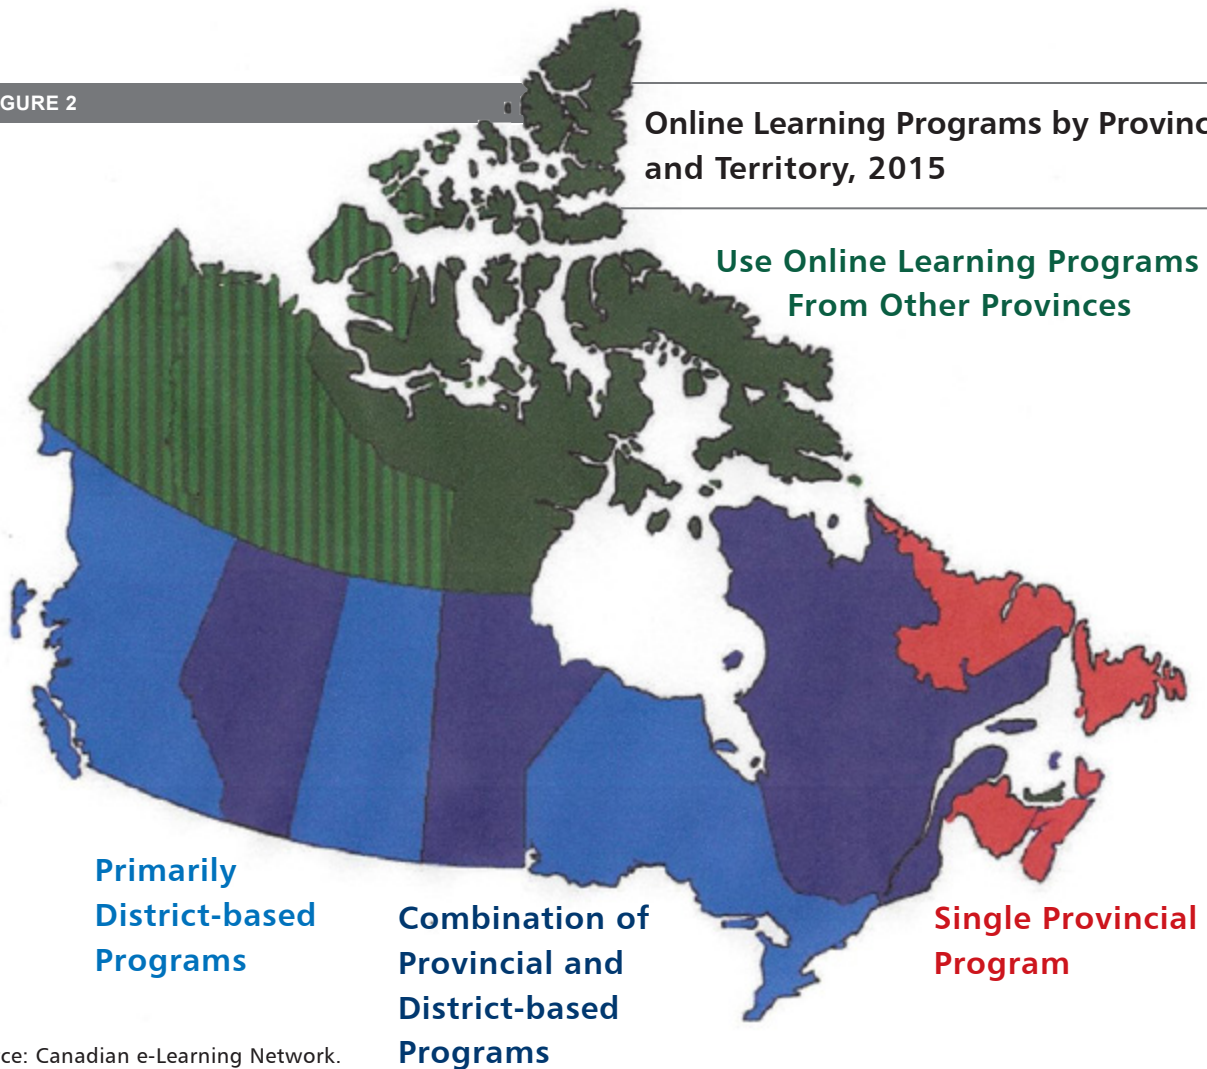 GURE 2
Online Learning Programs by Provinc
and Territory, 2015
Use Online Learning Programs
From Other Provinces
Primarily
District-based
Programs
Combination of
Provincial and
District-based
Programs
Single Provincial
Program
ce: Canadian e-Learning Network.